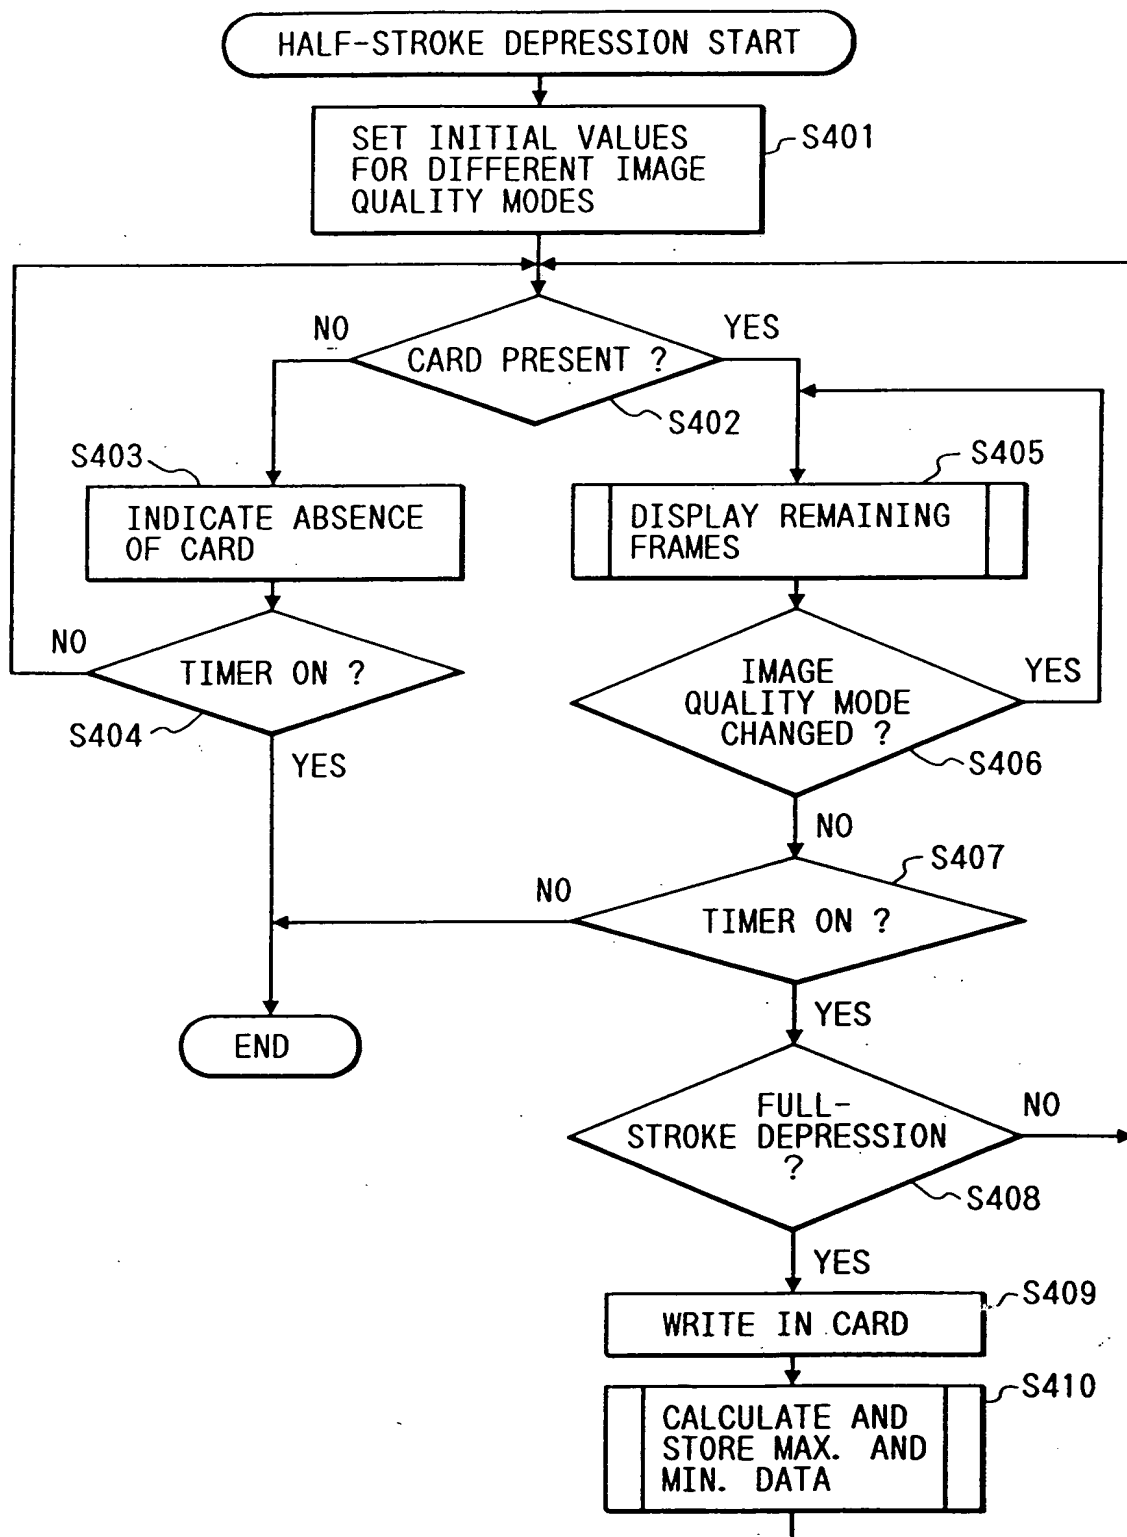 HALF-STROKE DEPRESSION START
SET INITIAL VALUES
FOR DIFFERENT IMAGE
QUALITY MODES
S401
NO
YES
CARD PRESENT ?
S402
S403
S405
INDICATE ABSENCE
OF CARD
DISPLAY REMAINING
FRAMES
NO
TIMER ON ?
S404
YES
IMAGE
QUALITY MODE
CHANGED ?
YES
S406
NO
S407
NO
TIMER ON ?
YES
END
FULL-
STROKE DEPRESSION
?
NO
S408
YES
S409
WRITE IN CARD
S410
CALCULATE AND
STORE MAX. AND
MIN. DATA